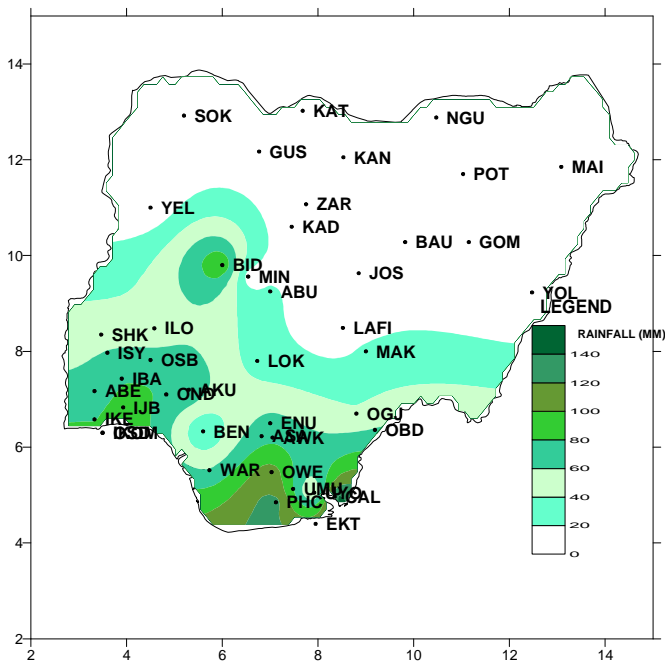 14
12
10
8
6
4
2
SOK
KAT
NGU
GUS
KAN
POT
MAI
YEL
ZAR
KAD
BAU
GOM
BID
MIN
JOS
ABU
YOL
LEGEND
RAINFALL (MM)
140
120
100
80
60
40
20
0
SHK
ILO
LAFI
ISY
OSB
LOK
MAK
IBA
ABE
OND
AKU
IJB
IKE
OGJ
BEN
ENU
OBD
AWK
WAR
OWE
UMU
UYO
CAL
PHC
EKT
2
4
6
8
10
12
14